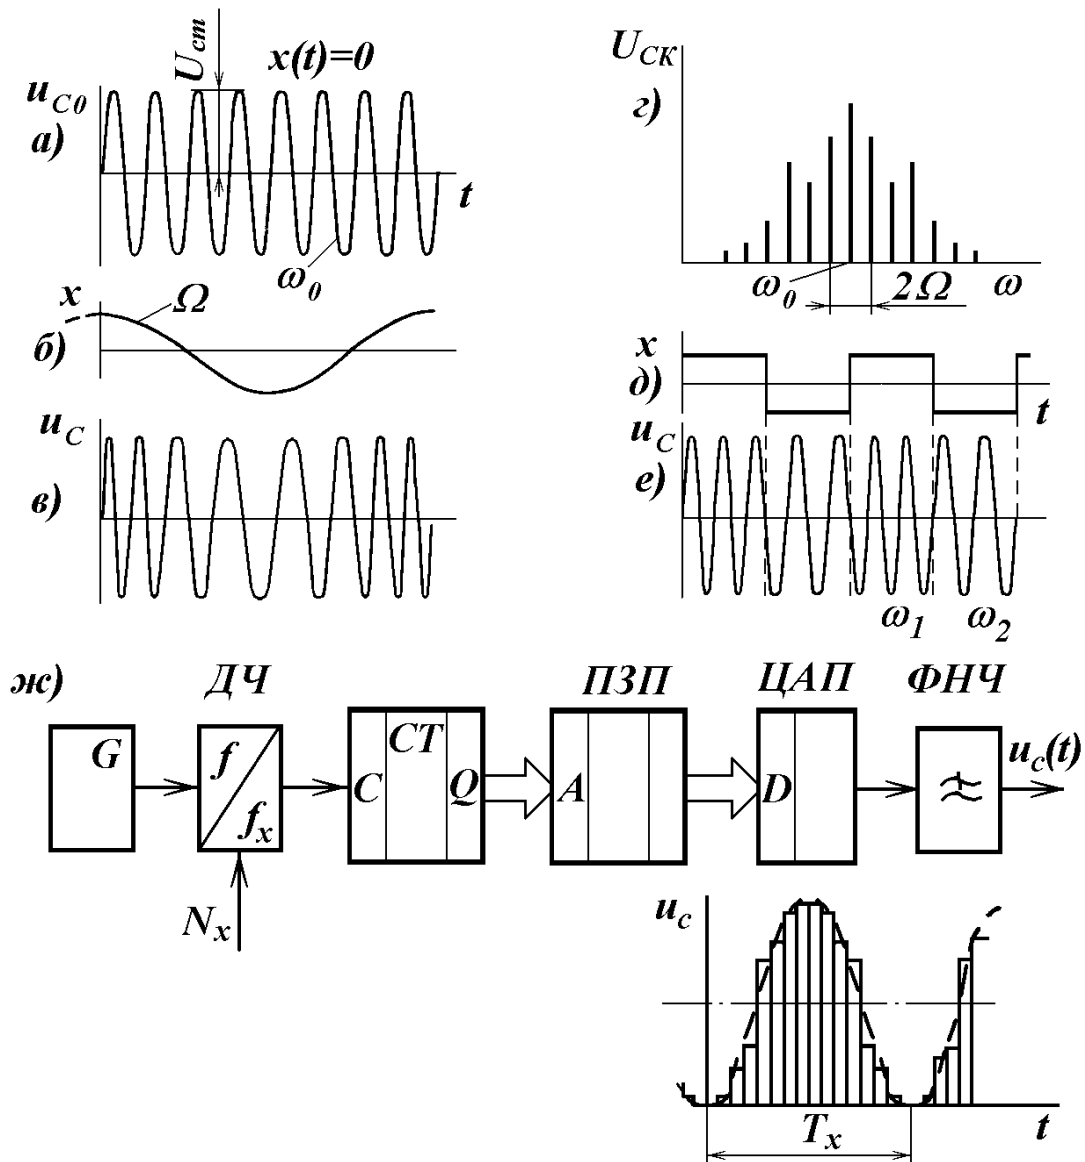 U_cm
x(t)=0
u_C0
а)
t
ω_0
x
Ω
б)
u_C
в)
U_СК
г)
ω_0
2Ω
ω
x
д)
t
u_C
е)
ω_1
ω_2
ж)
ДЧ
ПЗП
ЦАП
ФНЧ
G
f
f_x
C
CT
Q
A
D
u_c(t)
N_x
u_c
T_x
t